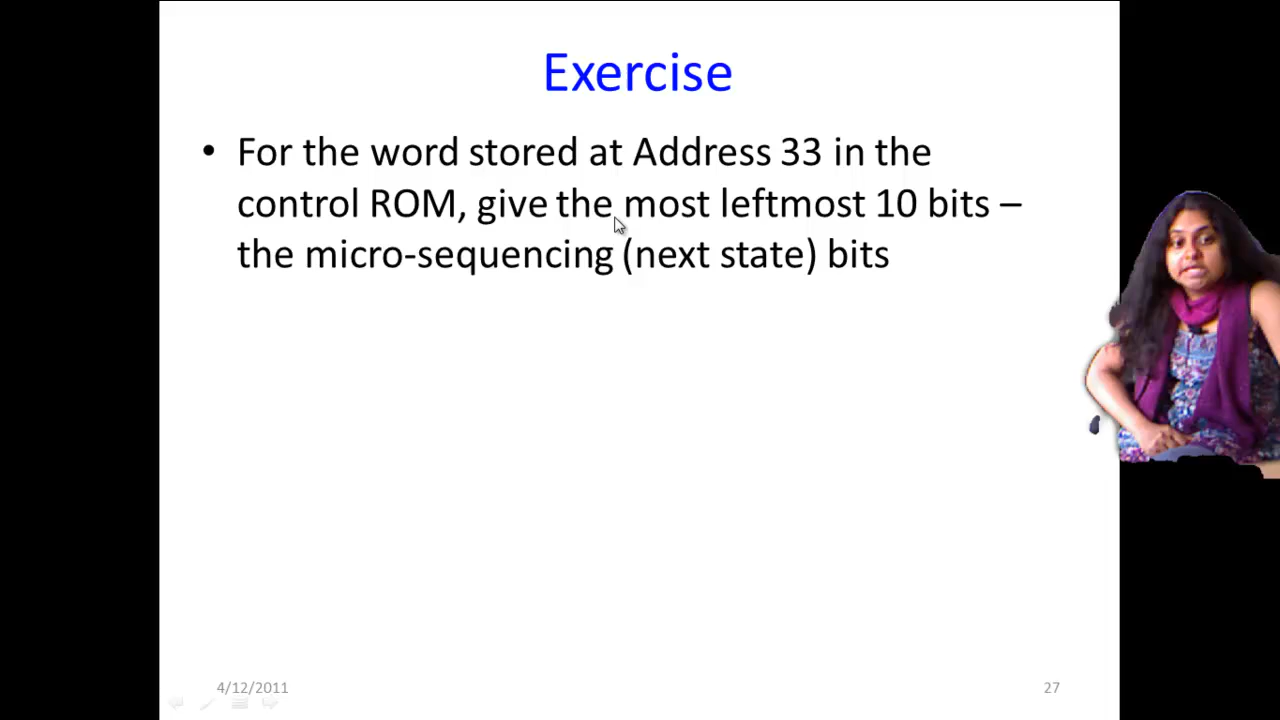 Exercise
• For the word stored at Address 33 in the
control ROM, give the most leftmost 10 bits –
the micro-sequencing (next state) bits
4/12/2011
27